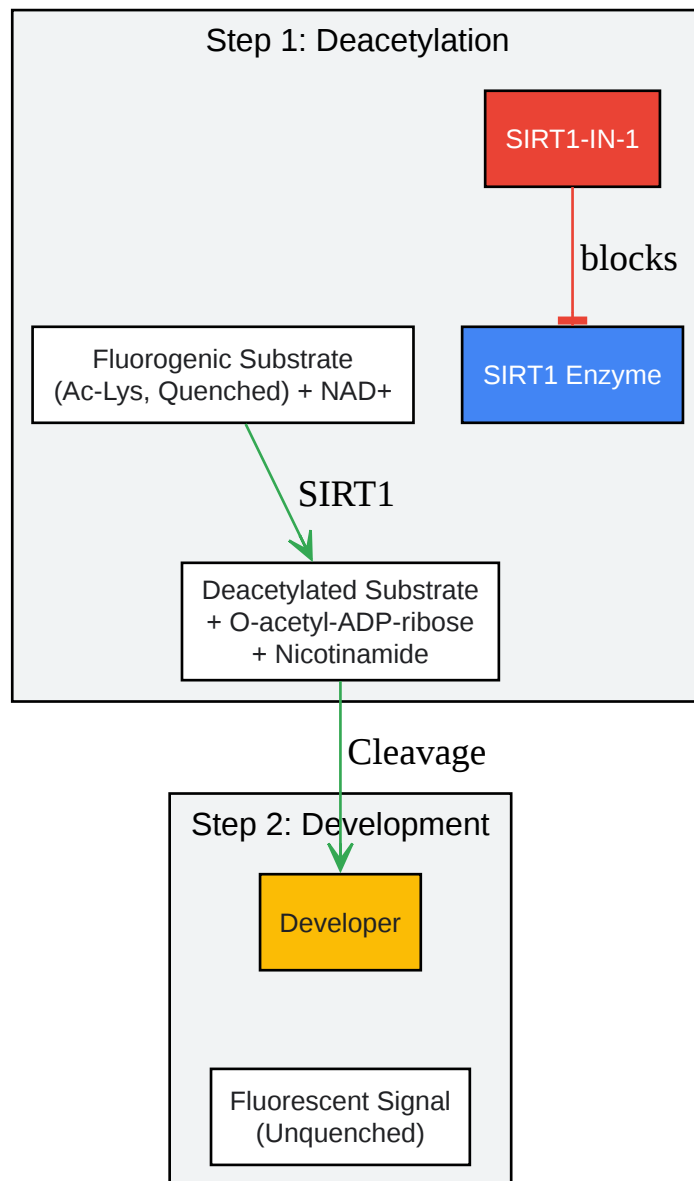 Step 1: Deacetylation
SIRT1-IN-1
blocks
Fluorogenic Substrate
(Ac-Lys, Quenched) + NAD+
SIRT1 Enzyme
SIRT1
Deacetylated Substrate
+ O-acetyl-ADP-ribose
+ Nicotinamide
Cleavage
Step 2: Development
Developer
Fluorescent Signal
(Unquenched)